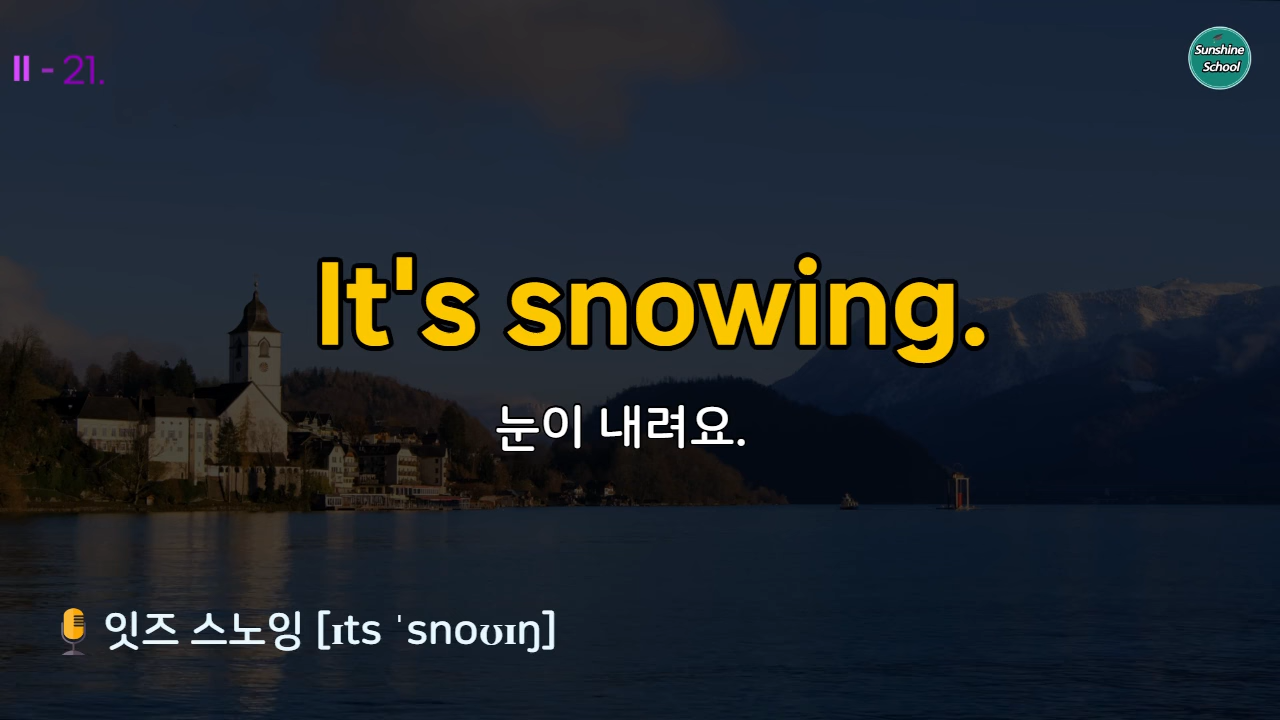 II - 21.
Sunshine
School
It's snowing.
눈이 내려요.
잇즈 스노잉 [ɪts ˈsnoʊɪŋ]